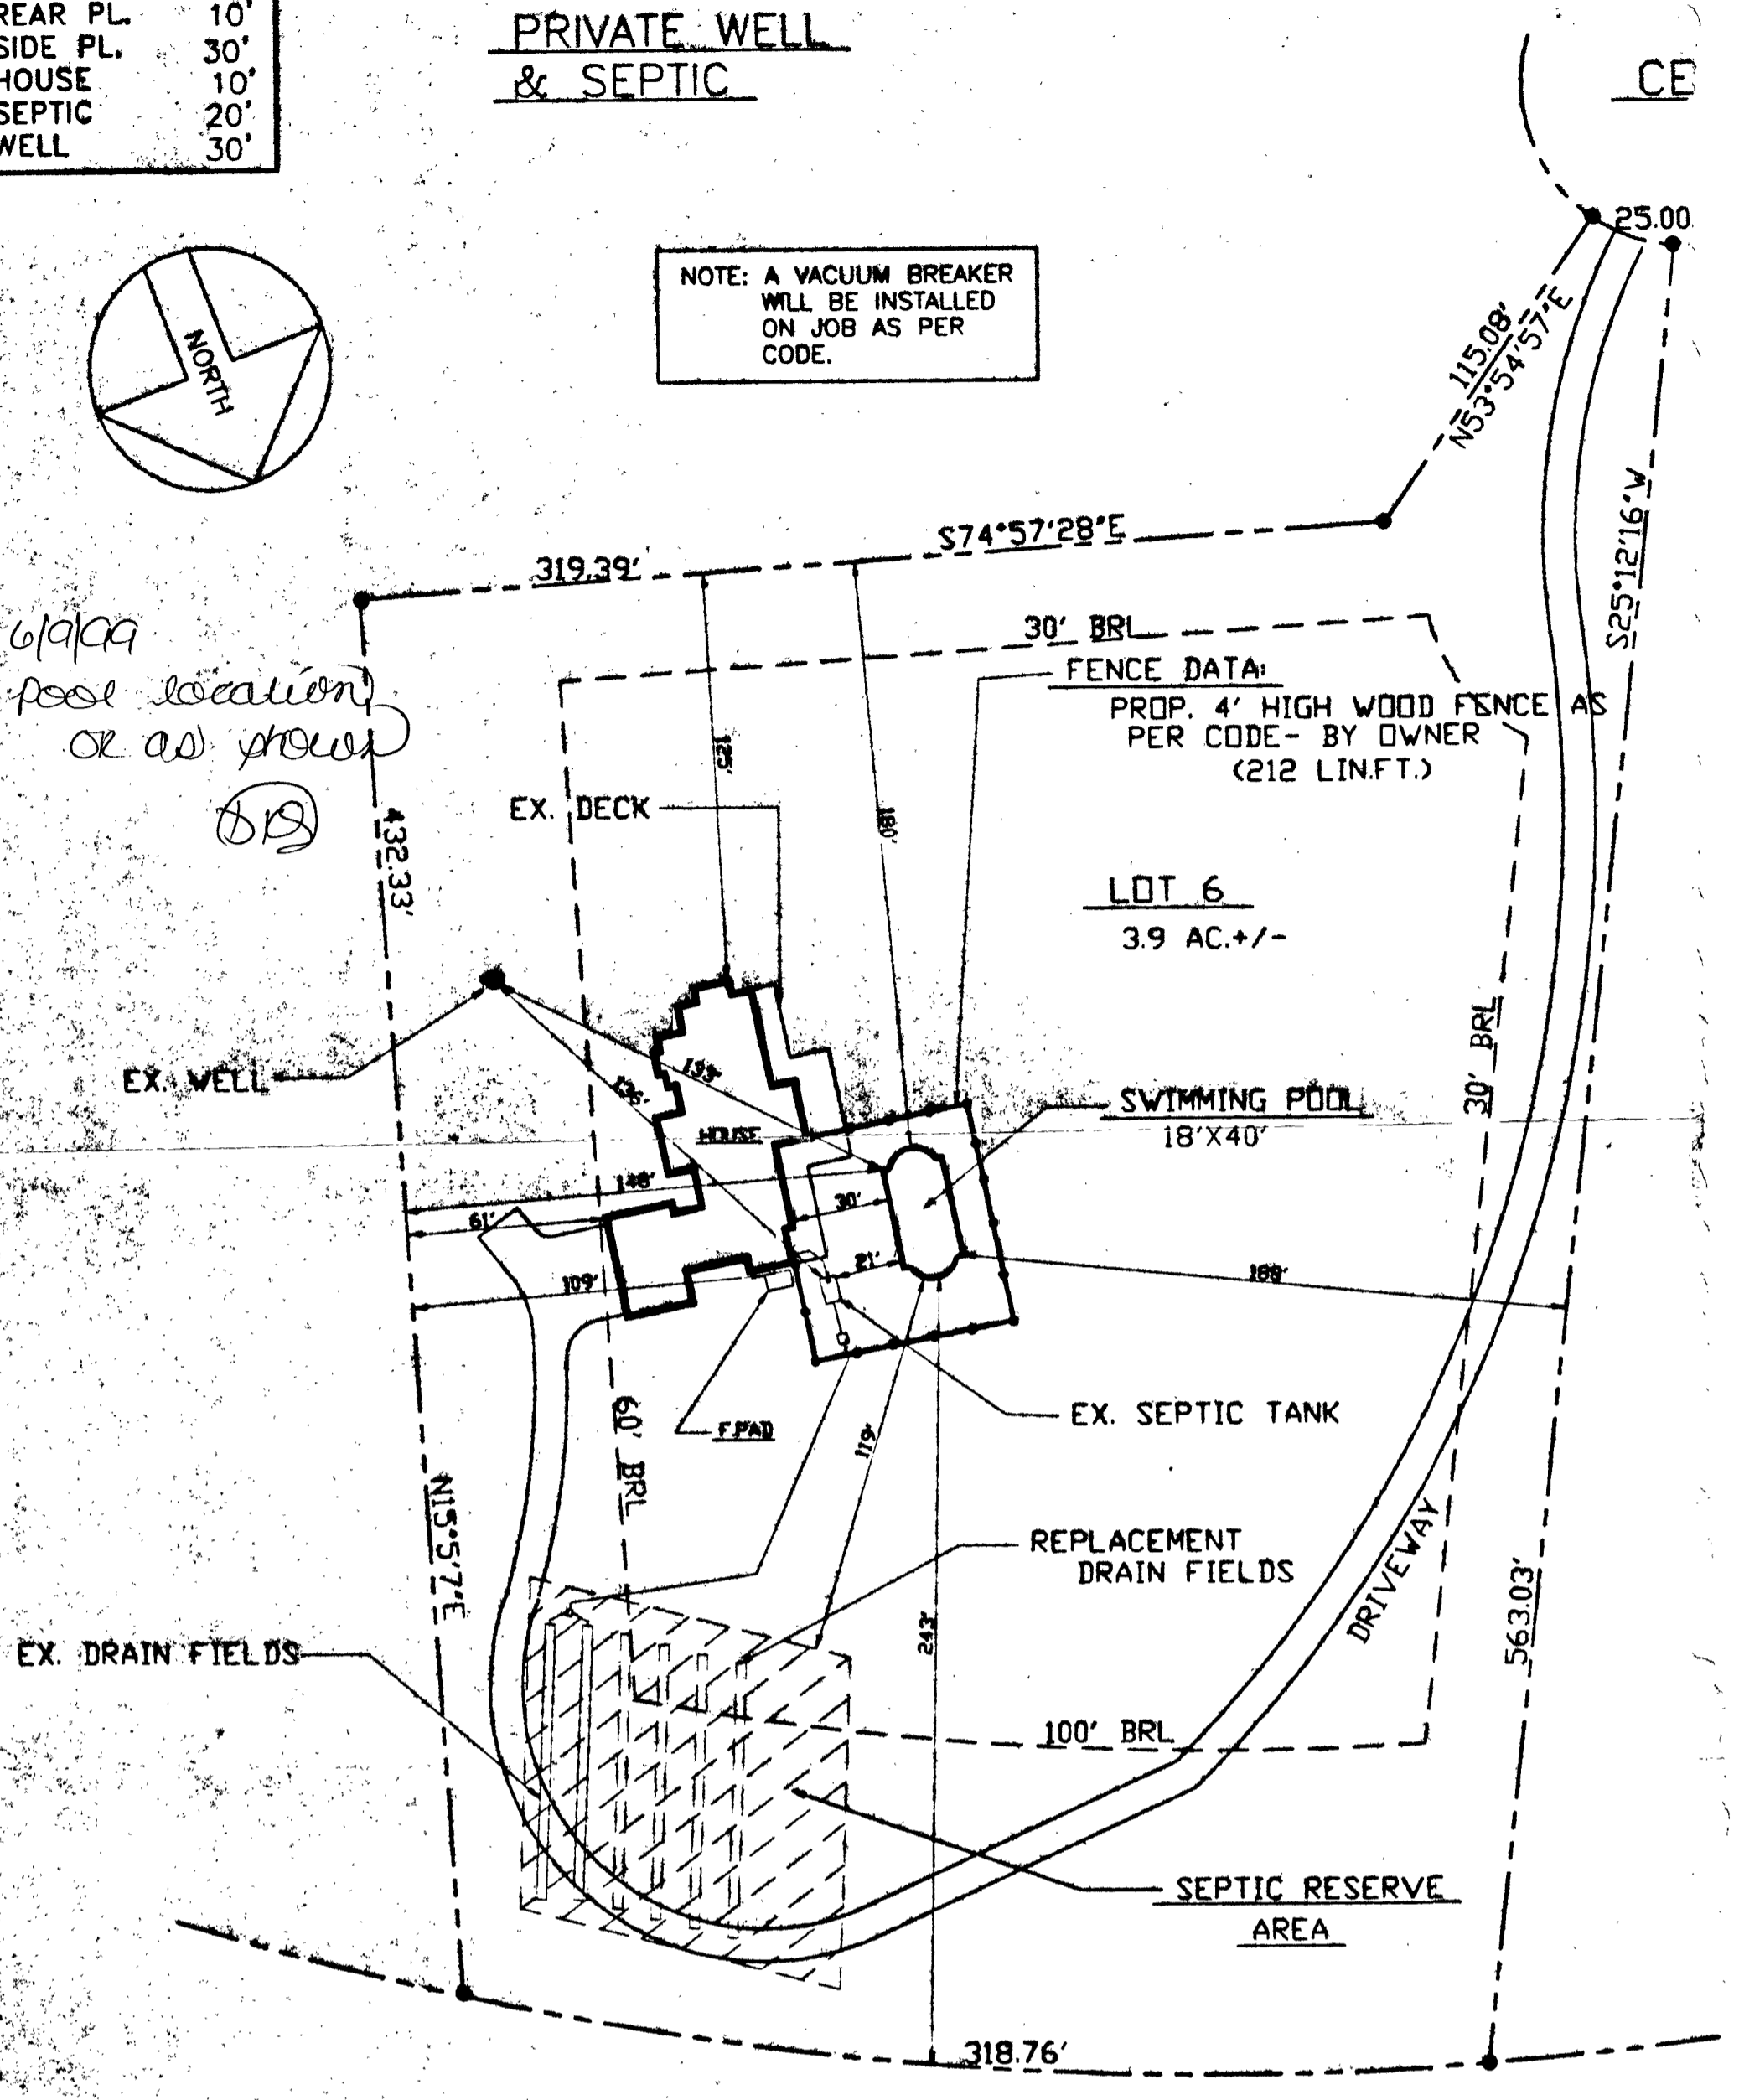 REAR PL. 10'
SIDE PL. 30'
HOUSE 10'
SEPTIC 20'
WELL 30'
PRIVATE WELL
& SEPTIC
CE
25.00
NORTH
NOTE: A VACUUM BREAKER
WILL BE INSTALLED
ON JOB AS PER
CODE.
115.08'
N53°54'57"E
S74°57'28"E
319.39'
S25°12'16"W
6/9/99
pool location
OK as shown
30' BRL
FENCE DATA:
PROP. 4' HIGH WOOD FENCE AS
PER CODE- BY OWNER
(212 LIN.FT.)
125'
180'
EX. DECK
432.33'
LOT 6
3.9 AC.+/-
EX. WELL
133'
30' BRL
SWIMMING POOL
18'X40'
HOUSE
148'
30'
61'
21'
109'
188'
60' BRL
F.PAD
EX. SEPTIC TANK
119'
N15°5'7"E
REPLACEMENT
DRAIN FIELDS
DRIVEWAY
563.03'
243'
EX. DRAIN FIELDS
100' BRL
SEPTIC RESERVE
AREA
318.76'